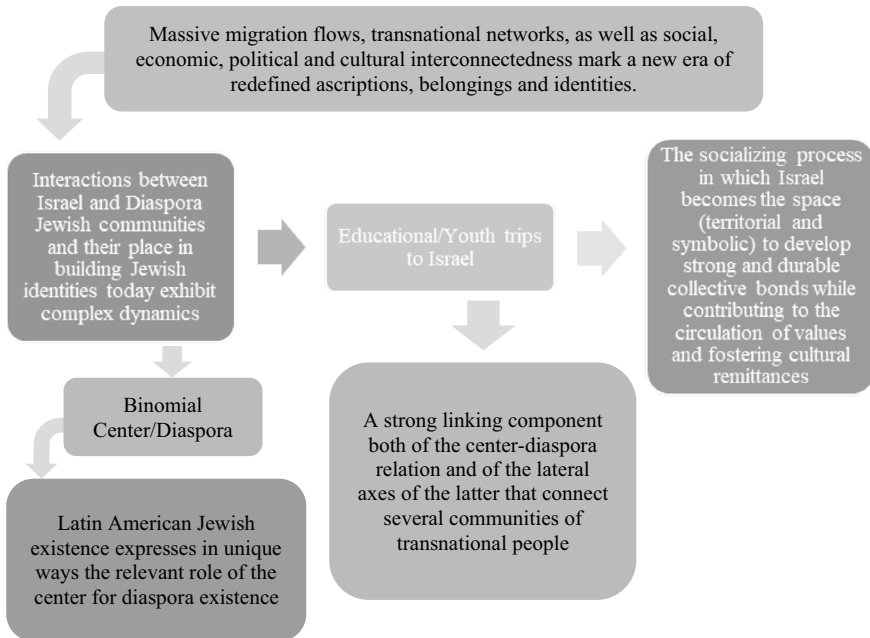 Massive migration flows, transnational networks, as well as social,
economic, political and cultural interconnectedness mark a new era of
redefined ascriptions, belongings and identities.
Interactions between
Israel and Diaspora
Jewish communities
and their place in
building Jewish
identities today exhibit
complex dynamics
Educational/Youth trips
to Israel
The socializing process
in which Israel
becomes the space
(territorial and
symbolic) to develop
strong and durable
collective bonds while
contributing to the
circulation of values
and fostering cultural
remittances
Binomial
Center/Diaspora
A strong linking component
both of the center-diaspora
relation and of the lateral
axes of the latter that connect
several communities of
transnational people
Latin American Jewish
existence expresses in unique
ways the relevant role of the
center for diaspora existence